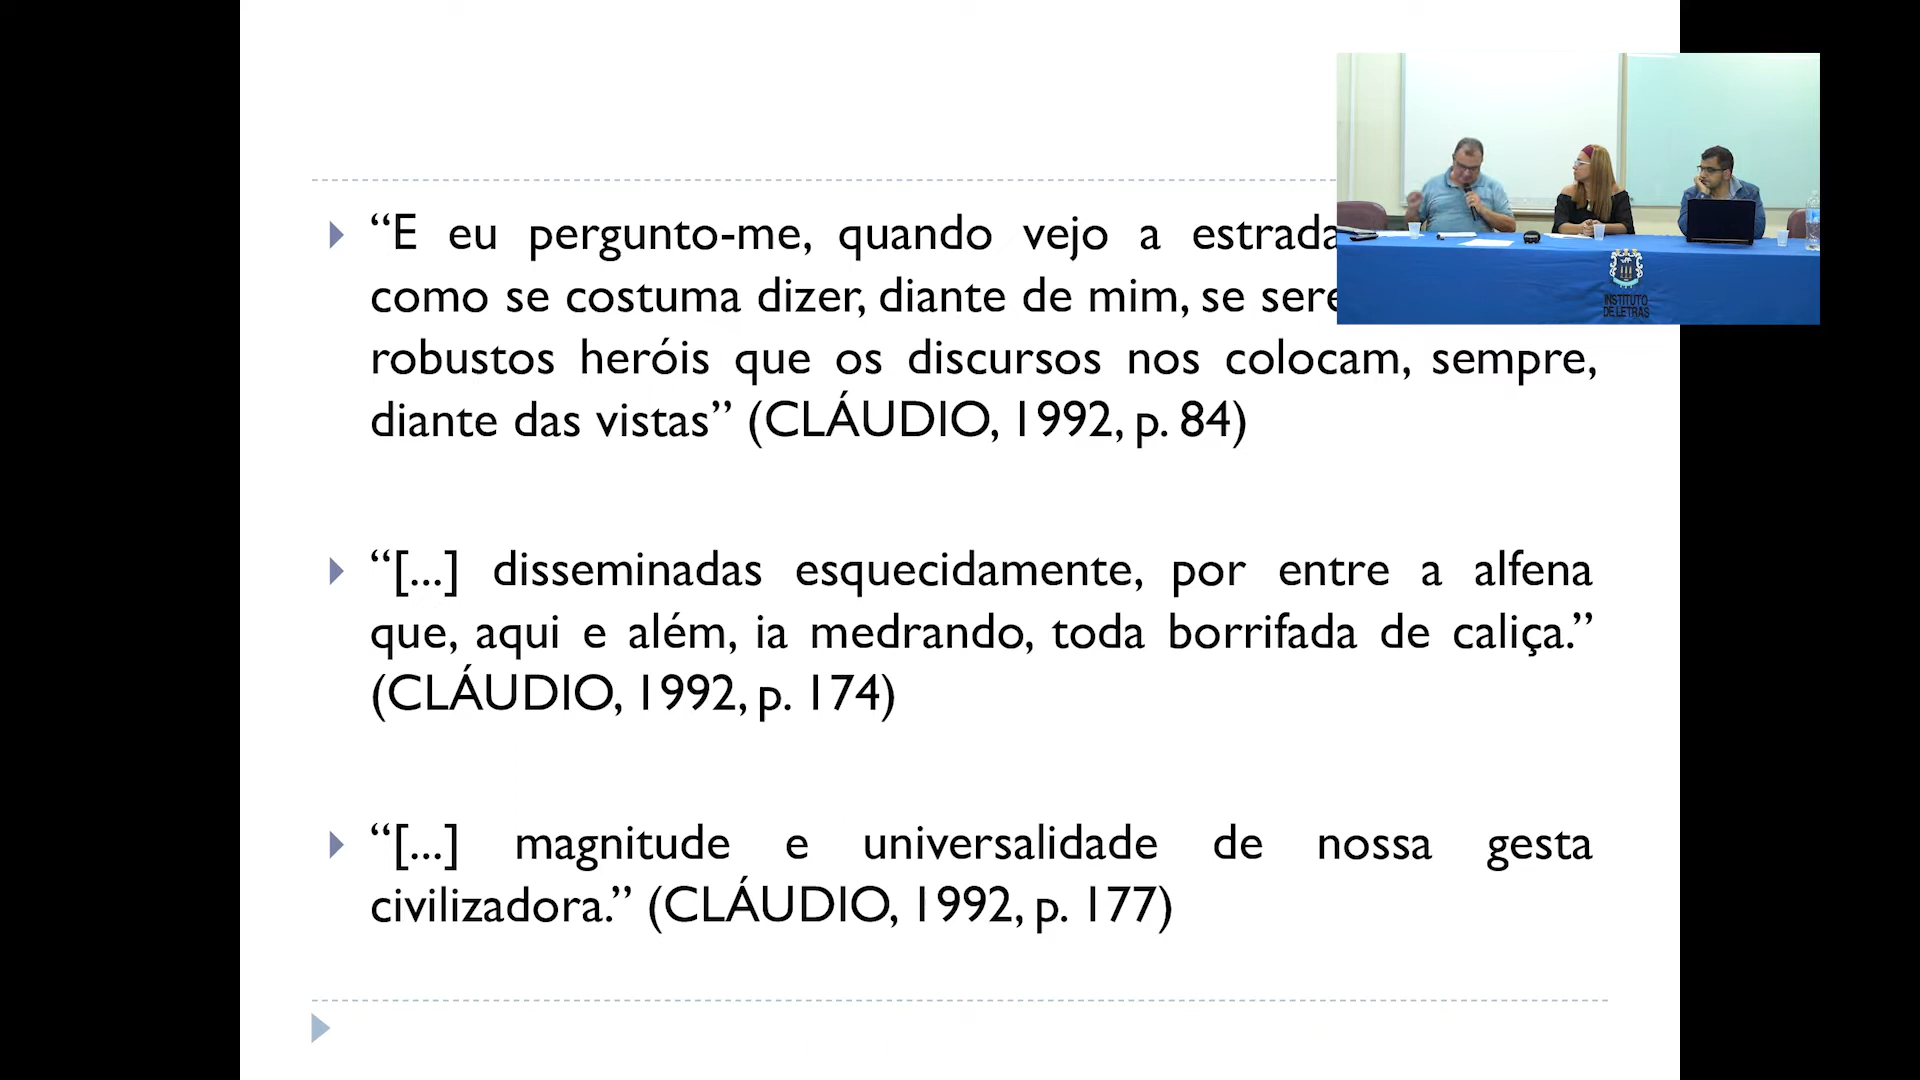 “E eu pergunto-me, quando vejo a estrada
como se costuma dizer, diante de mim, se
robustos heróis que os discursos nos colocam, sempre,
diante das vistas” (CLÁUDIO, 1992, p. 84)
“[...] disseminadas esquecidamente, por entre a alfena
que, aqui e além, ia medrando, toda borrifada de caliça.”
(CLÁUDIO, 1992, p. 174)
“[...] magnitude e universalidade de nossa gesta
civilizadora.” (CLÁUDIO, 1992, p. 177)
INSTITUTO
DE LETRAS